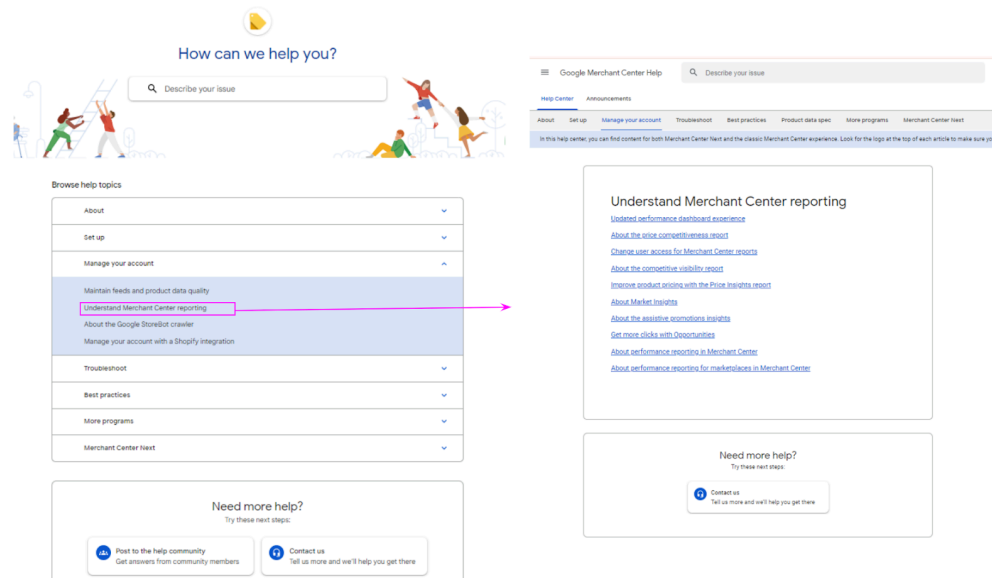 How can we help you?
Describe your issue
Browse help topics
About
Set up
Manage your account
Maintain feeds and product data quality
Understand Merchant Center reporting
About the Google StoreBot crawler
Manage your account with a Shopify integration
Troubleshoot
Best practices
More programs
Merchant Center Next
Need more help?
Try these next steps:
Post to the help community
Get answers from community members
Contact us
Tell us more and we'll help you get there
Google Merchant Center Help
Describe your issue
Help Center Announcements
About Set up Manage your account Troubleshoot Best practices Product data spec More programs Merchant Center Next
In this help center, you can find content for both Merchant Center Next and the classic Merchant Center experience. Look for the logos at the top of each article to make sure yo
Understand Merchant Center reporting
Updated performance dashboard experience
About the price competitiveness report
Change user access for Merchant Center reports
About the competitive visibility report
Improve product pricing with the Price Insights report
About Market Insights
About the assistive promotions insights
Get more clicks with Opportunities
About performance reporting in Merchant Center
About performance reporting for marketplaces in Merchant Center
Need more help?
Try these next steps:
Contact us
Tell us more and we'll help you get there